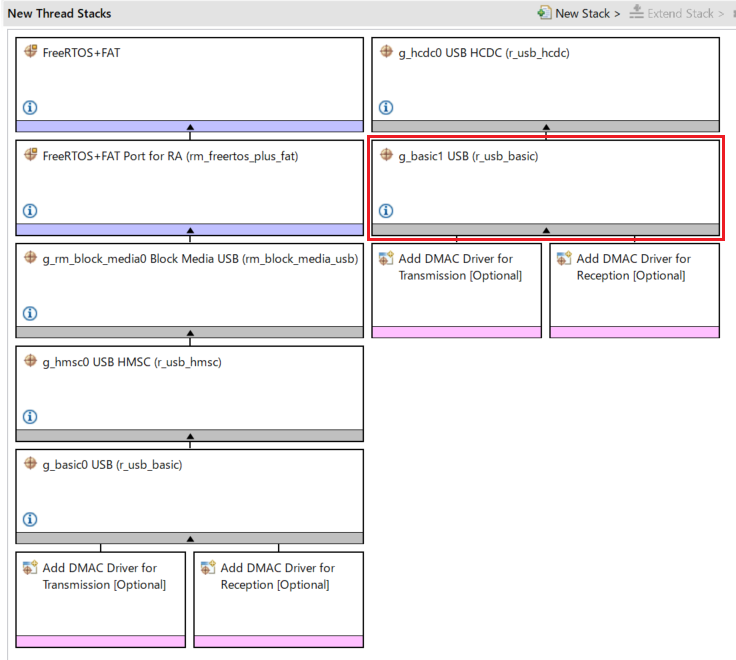 New Thread Stacks
New Stack >
Extend Stack >
FreeRTOS+FAT
FreeRTOS+FAT Port for RA (rm_freertos_plus_fat)
g_rm_block_media0 Block Media USB (rm_block_media_usb)
g_hmsc0 USB HMSC (r_usb_hmsc)
g_basic0 USB (r_usb_basic)
Add DMAC Driver for
Transmission [Optional]
Add DMAC Driver for
Reception [Optional]
g_hcdc0 USB HCDC (r_usb_hcdc)
g_basic1 USB (r_usb_basic)
Add DMAC Driver for
Transmission [Optional]
Add DMAC Driver for
Reception [Optional]